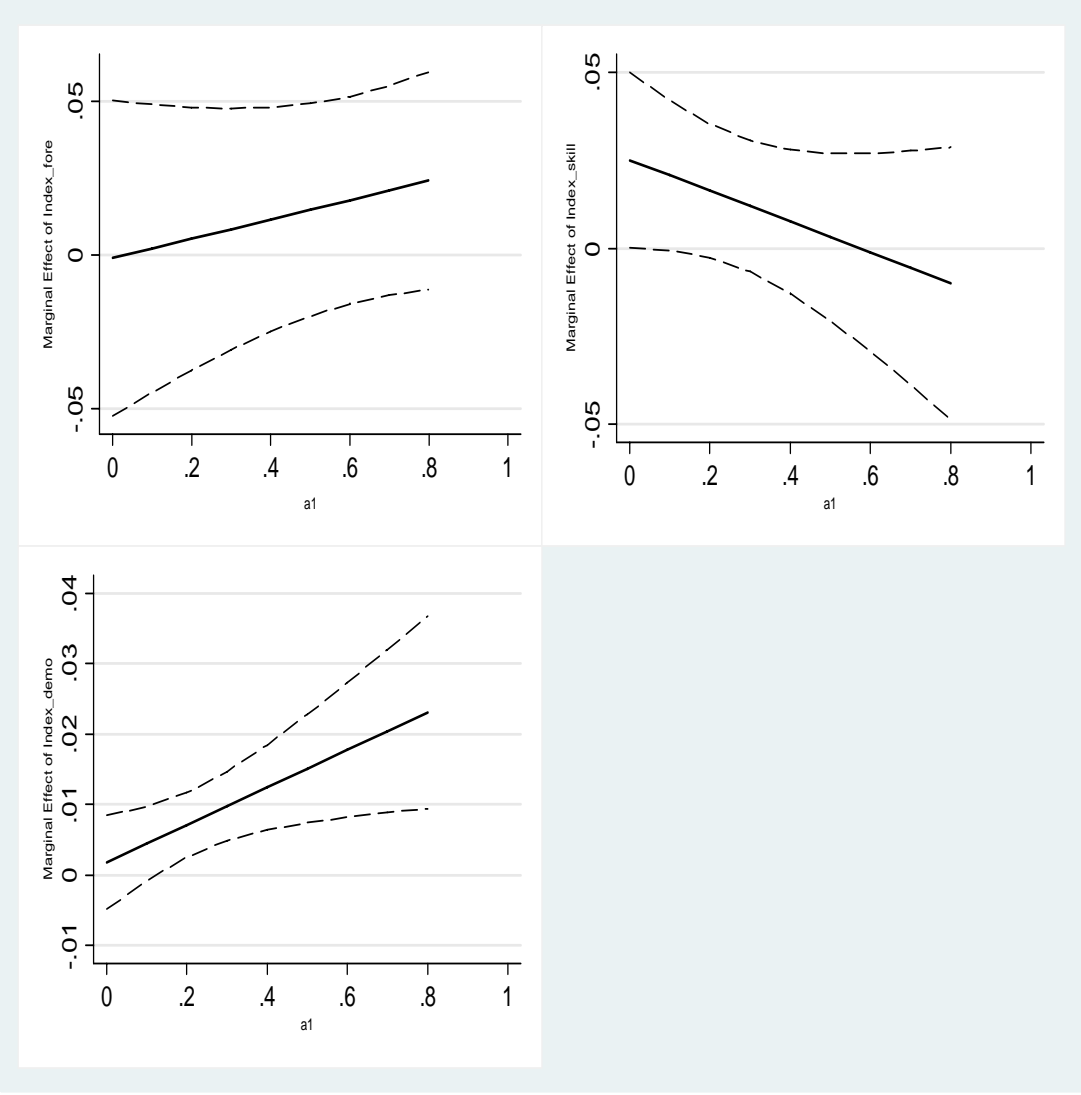 Marginal Effect of Index_fore
.05
0
-.05
0 .2 .4 .6 .8 1
a1
Marginal Effect of Index_skill
.05
0
-.05
0 .2 .4 .6 .8 1
a1
Marginal Effect of Index_demo
.04
.03
.02
.01
0
-.01
0 .2 .4 .6 .8 1
a1